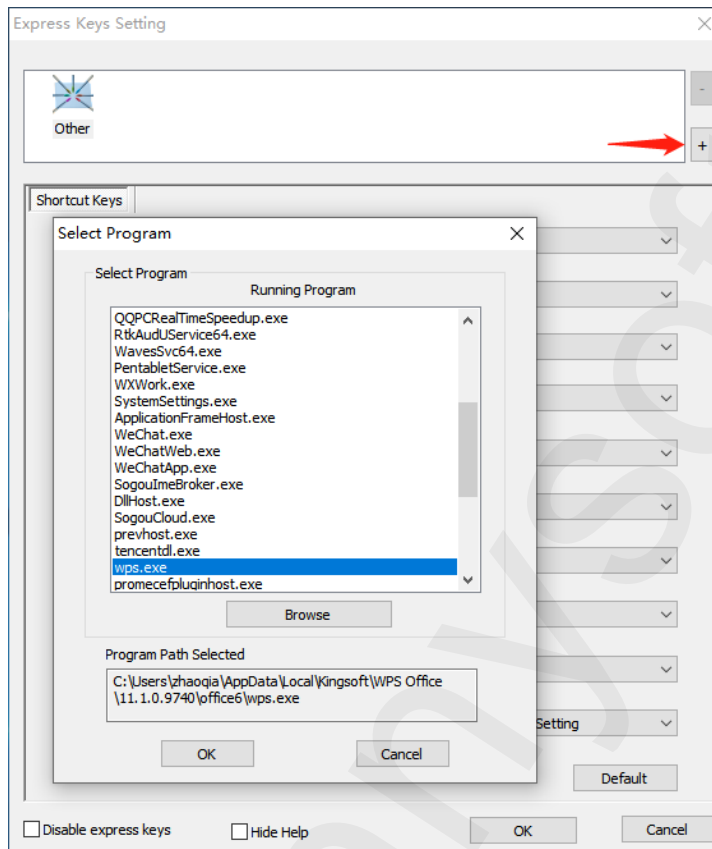 Express Keys Setting
-
Other
+
Shortcut Keys
Select Program
Select Program
Running Program
QQPCRealTimeSpeedup.exe
RtkAudUService64.exe
WavesSvc64.exe
PentabletService.exe
WXWork.exe
SystemSettings.exe
ApplicationFrameHost.exe
WeChat.exe
WeChatWeb.exe
WeChatApp.exe
SogouImeBroker.exe
DllHost.exe
SogouCloud.exe
prevhost.exe
tencentdl.exe
wps.exe
promecefpluginhost.exe
Browse
Program Path Selected
C:\Users\zhaoqia\AppData\Local\Kingsoft\WPS Office
\11.1.0.9740\office6\wps.exe
Setting
OK
Cancel
Default
Disable express keys
Hide Help
OK
Cancel